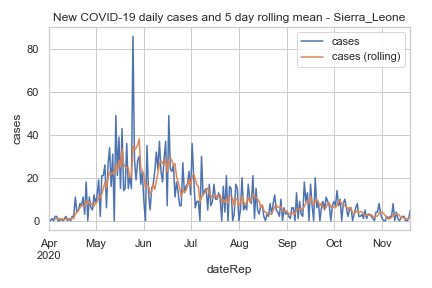 New COVID-19 daily cases and 5 day rolling mean - Sierra_Leone
cases
cases (rolling)
80
60
40
20
0
cases
Apr
2020
May
Jun
Jul
Aug
Sep
Oct
Nov
dateRep